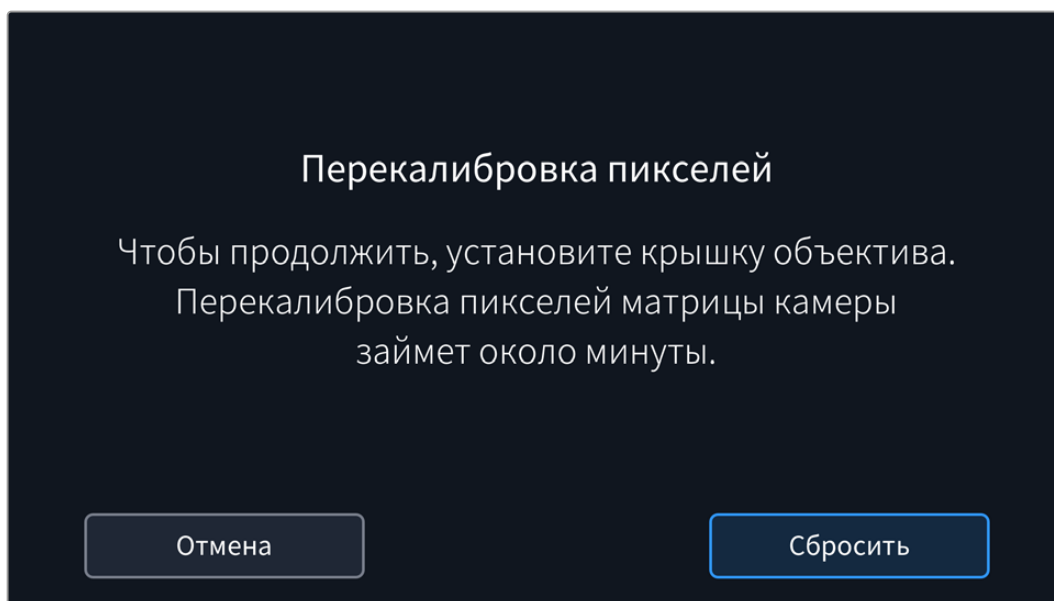 Перекалибровка пикселей
Чтобы продолжить, установите крышку объектива.
Перекалибровка пикселей матрицы камеры
займет около минуты.
Отмена
Сбросить